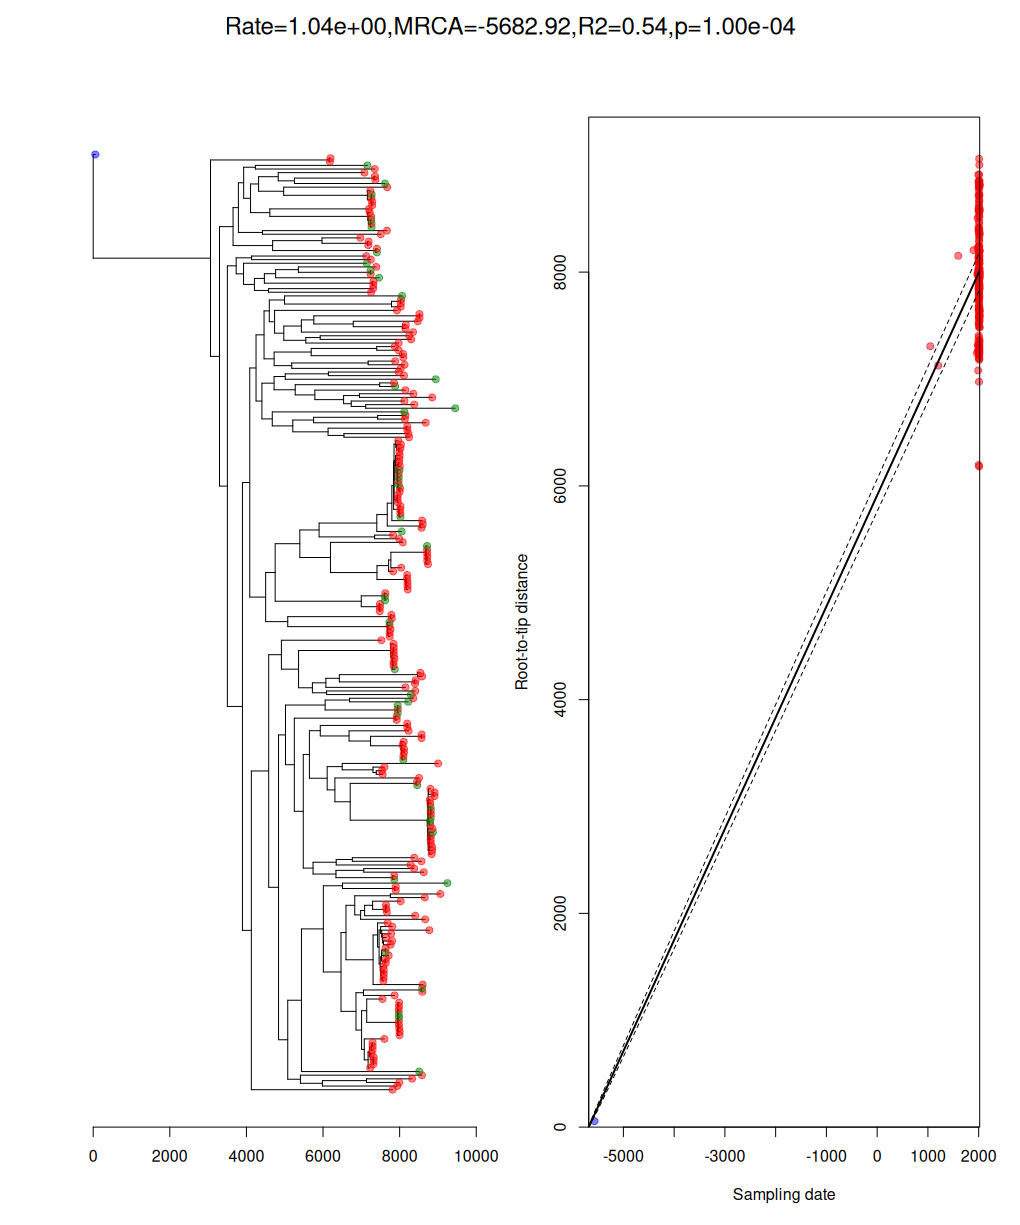 Rate=1.04e+00,MRCA=-5682.92,R2=0.54,p=1.00e-04
0 2000 4000 6000 8000 10000
Root-to-tip distance
0 2000 4000 6000 8000
-5000 -3000 -1000 0 1000 2000
Sampling date